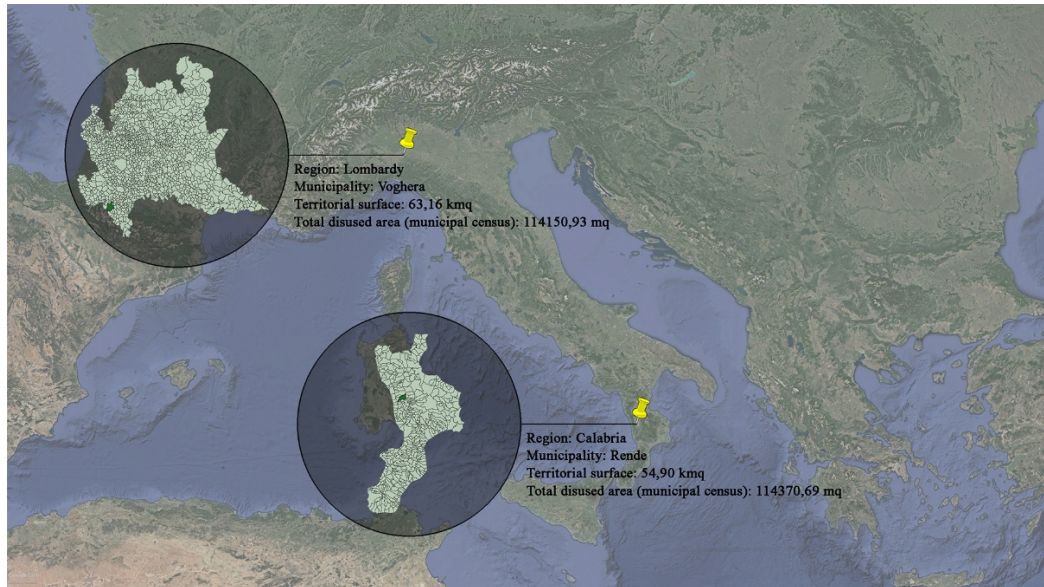 Region: Lombardy
Municipality: Voghera
Territorial surface: 63,16 kmq
Total disused area (municipal census): 114150,93 mq
Region: Calabria
Municipality: Rende
Territorial surface: 54,90 kmq
Total disused area (municipal census): 114370,69 mq